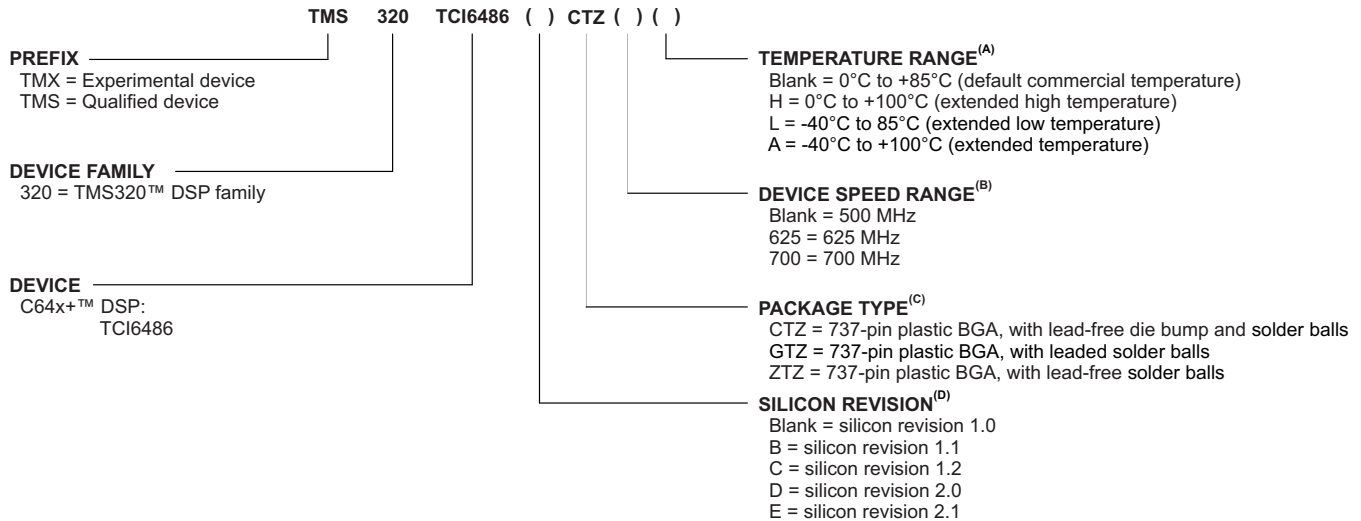 TMS 320 TCI6486 ( ) CTZ ( ) ( )
PREFIX
TMX = Experimental device
TMS = Qualified device
DEVICE FAMILY
320 = TMS320™ DSP family
DEVICE
C64x+™ DSP:
TCI6486
TEMPERATURE RANGE(A)
Blank = 0°C to +85°C (default commercial temperature)
H = 0°C to +100°C (extended high temperature)
L = -40°C to 85°C (extended low temperature)
A = -40°C to +100°C (extended temperature)
DEVICE SPEED RANGE(B)
Blank = 500 MHz
625 = 625 MHz
700 = 700 MHz
PACKAGE TYPE(C)
CTZ = 737-pin plastic BGA, with lead-free die bump and solder balls
GTZ = 737-pin plastic BGA, with leaded solder balls
ZTZ = 737-pin plastic BGA, with lead-free solder balls
SILICON REVISION(D)
Blank = silicon revision 1.0
B = silicon revision 1.1
C = silicon revision 1.2
D = silicon revision 2.0
E = silicon revision 2.1